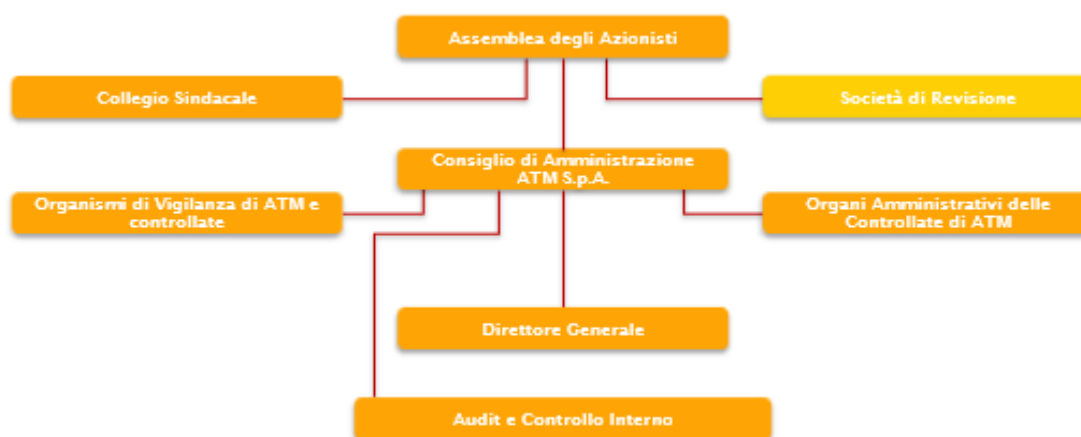 Assemblea degli Azionisti
Collegio Sindacale
Società di Revisione
Consiglio di Amministrazione
ATM S.p.A.
Organismi di Vigilanza di ATM e
controllate
Organi Amministrativi delle
Controllate di ATM
Direttore Generale
Audit e Controllo Interno